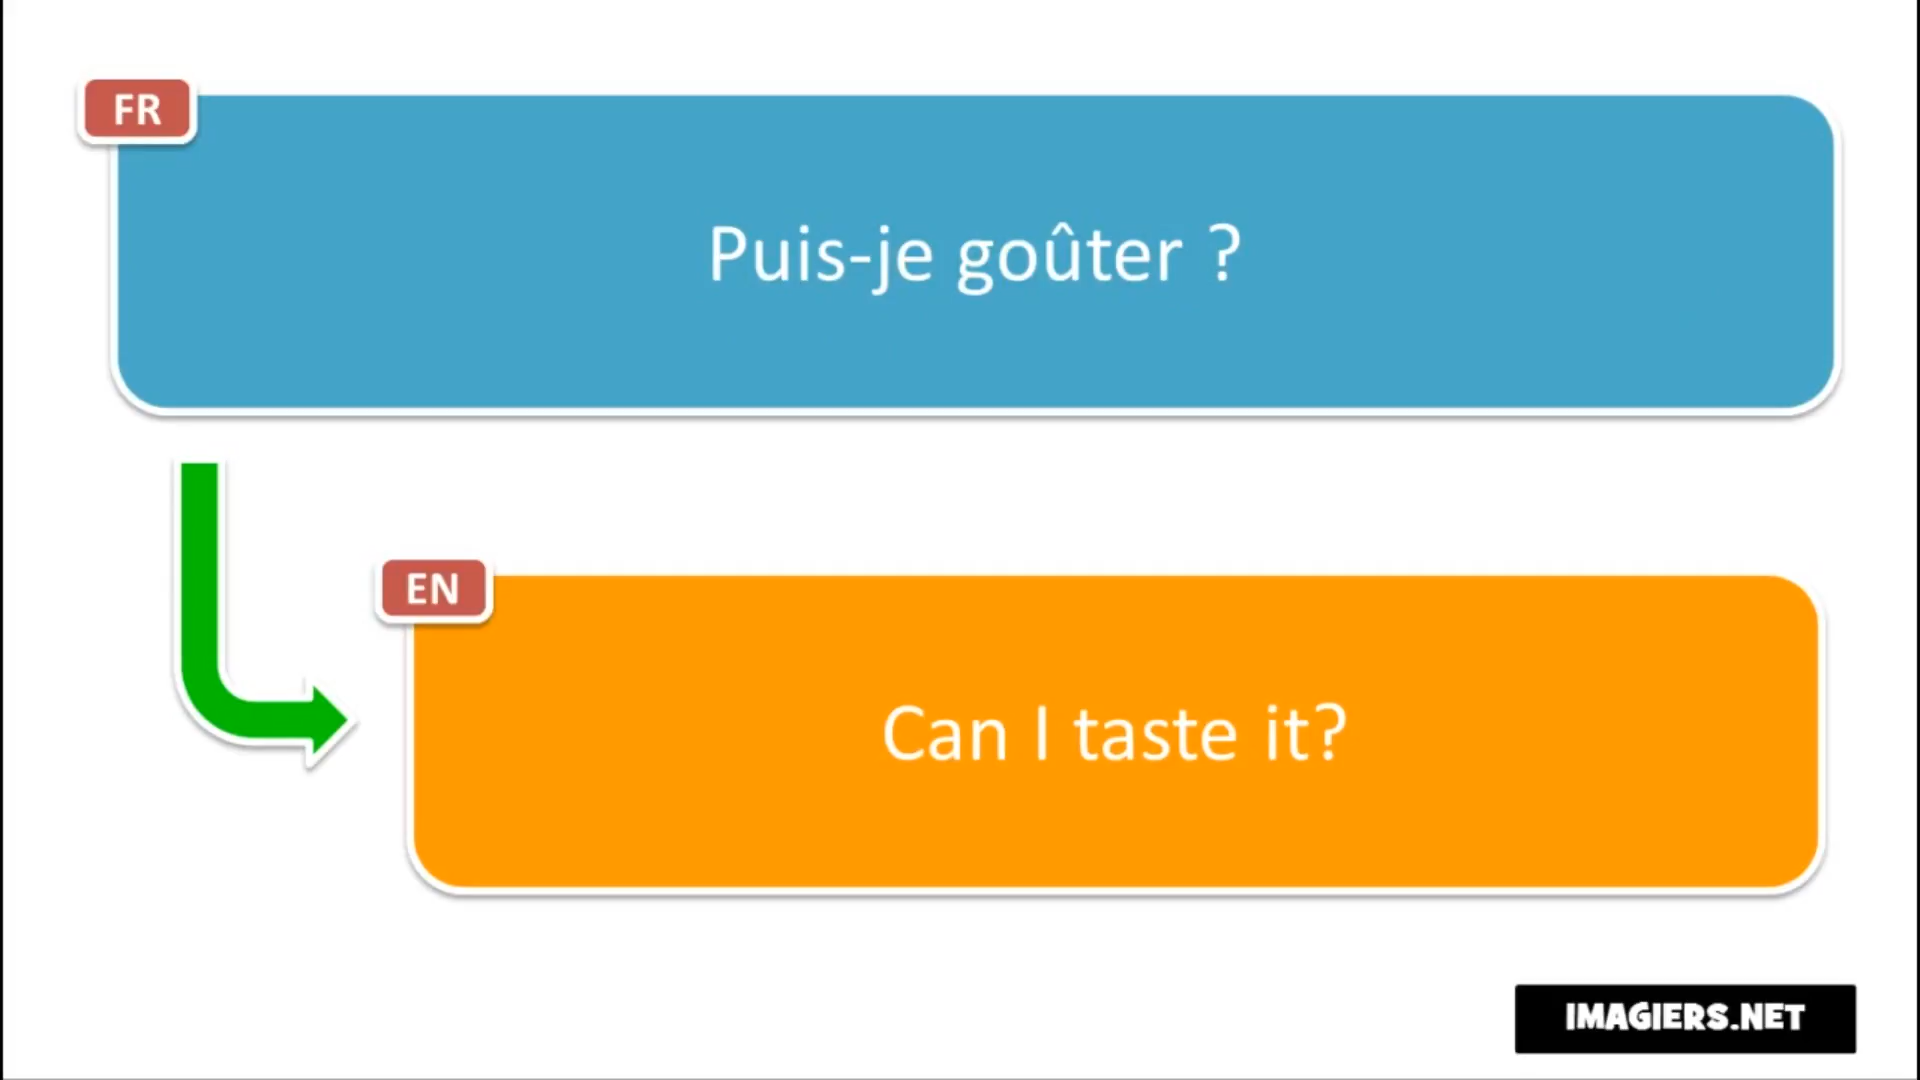 FR
Puis-je goûter ?
EN
Can I taste it?
IMAGIERS.NET